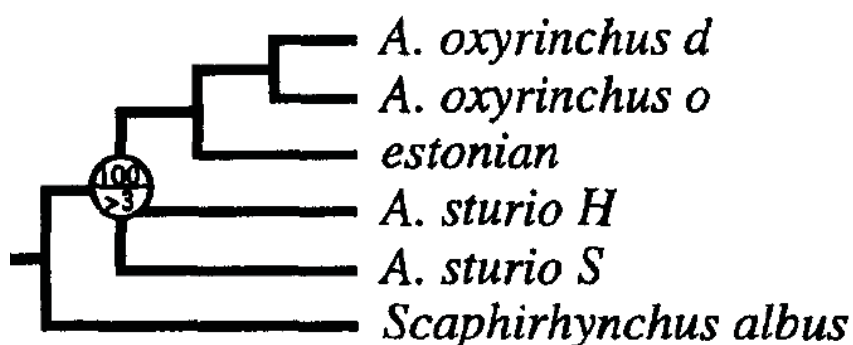 A. oxyrinchus d
A. oxyrinchus o
estonian
100
>3
A. sturio H
A. sturio S
Scaphirhynchus albus